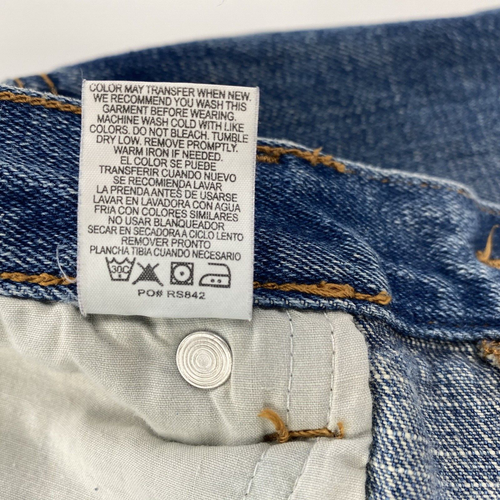 COLOR MAY TRANSFER WHEN NEW.
WE RECOMMEND YOU WASH THIS
GARMENT BEFORE WEARING.
MACHINE WASH COLD WITH LIKE
COLORS. DO NOT BLEACH. TUMBLE
DRY LOW. REMOVE PROMPTLY.
WARM IRON IF NEEDED.
EL COLOR SE PUEDE
TRANSFERIR CUANDO NUEVO
SE RECOMIENDA LAVAR
LA PRENDA ANTES DE USARSE
LAVAR EN LAVADORA CON AGUA
FRIA CON COLORES SIMILARES
NO USAR BLANQUEADOR
SECAR EN SECADORA A CICLO LENTO
REMOVER PRONTO
PLANCHA TIBIA CUANDO NECESARIO
30C
PO# RS842